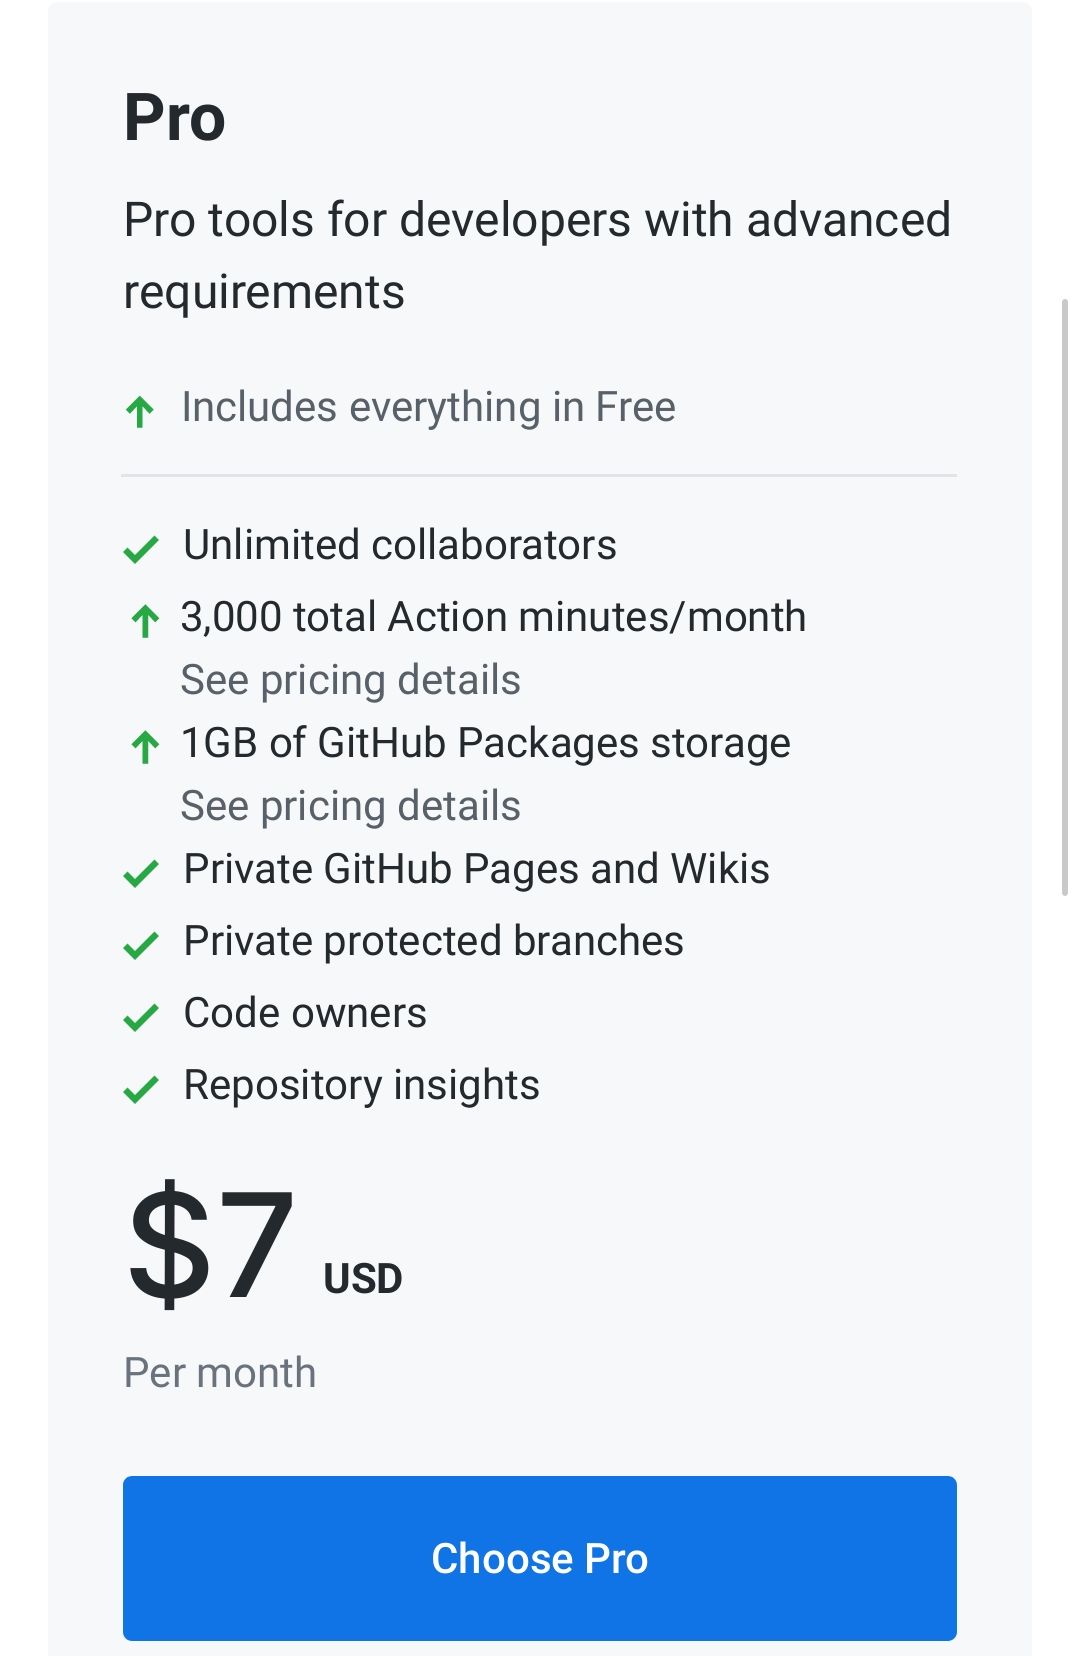 Pro
Pro tools for developers with advanced
requirements
Includes everything in Free
Unlimited collaborators
3,000 total Action minutes/month
See pricing details
1GB of GitHub Packages storage
See pricing details
Private GitHub Pages and Wikis
Private protected branches
Code owners
Repository insights
$7 USD
Per month
Choose Pro